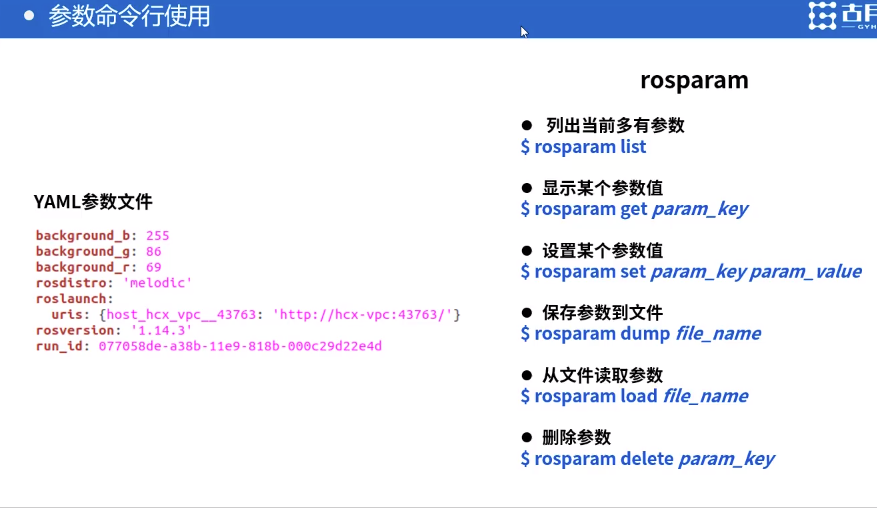 ● 参数命令行使用
古月
GYH
rosparam
● 列出当前多有参数
$ rosparam list
● 显示某个参数值
$ rosparam get param_key
● 设置某个参数值
$ rosparam set param_key param_value
● 保存参数到文件
$ rosparam dump file_name
● 从文件读取参数
$ rosparam load file_name
● 删除参数
$ rosparam delete param_key
YAML参数文件
background_b: 255
background_g: 86
background_r: 69
rosdistro: 'melodic'
roslaunch:
  uris: {host_hcx_vpc__43763: 'http://hcx-vpc:43763/'}
rosversion: '1.14.3'
run_id: 077058de-a38b-11e9-818b-000c29d22e4d